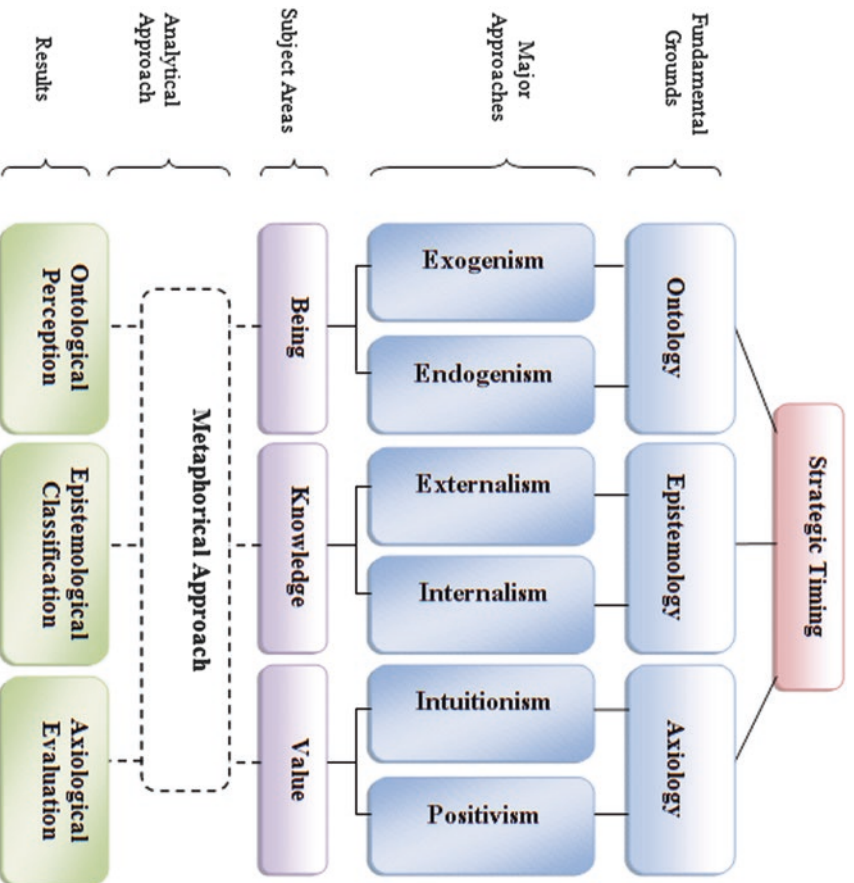 Strategic Timing
Fundamental
Grounds
Ontology
Epistemology
Axiology
Major
Approaches
Exogenism
Endogenism
Externalism
Internalism
Intuitionism
Positivism
Subject Areas
Being
Knowledge
Value
Analytical
Approach
Metaphorical Approach
Results
Ontological
Perception
Epistemological
Classification
Axiological
Evaluation